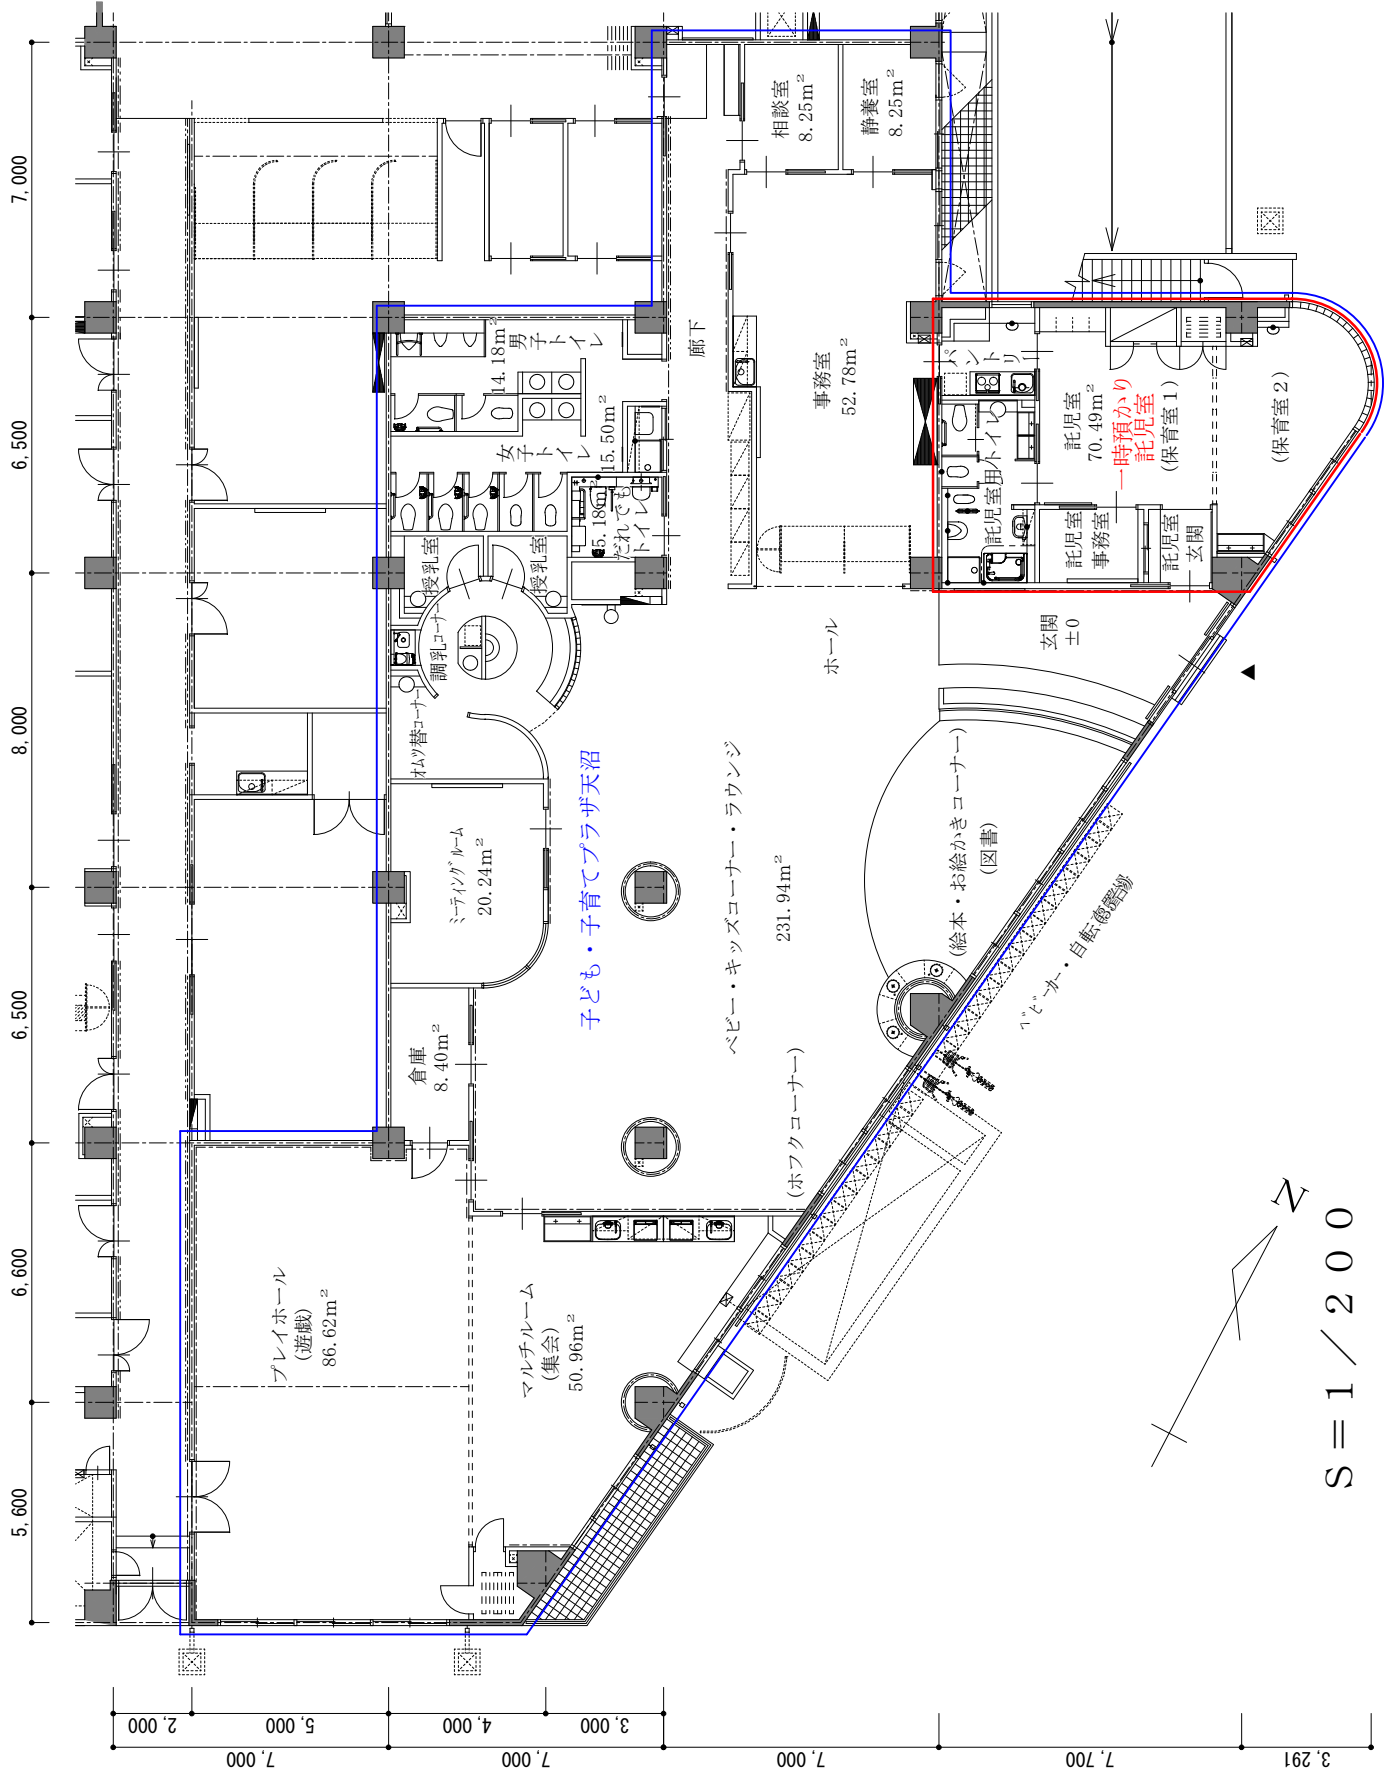 7,000
6,500
8,000
6,500
6,600
5,600
相談室
8.25m²
静養室
8.25m²
廊下
事務室
52.78m²
男子トイレ
14.18m²
女子トイレ
15.50m²
だれでも
トイレ
5.18m²
授乳室
授乳室
調乳コーナー
オムツ替コーナー
ミーティングルーム
20.24m²
倉庫
8.40m²
子ども・子育てプラザ天沼
ホール
ベビー・キッズコーナー・ラウンジ
231.94m²
(絵本・お絵かきコーナー)
(図書)
(ホフクコーナー)
パントリー
託児室用トイレ
託児室
70.49m²
一時預かり
託児室
(保育室1)
(保育室2)
託児室
事務室
託児室
玄関
玄関
±0
プレイホール
(遊戯)
86.62m²
マルチルーム
(集会)
50.96m²
ベビーカー・自転車置場
N
S=1/200
2,000
5,000
4,000
3,000
7,000
7,000
7,000
7,700
3,291